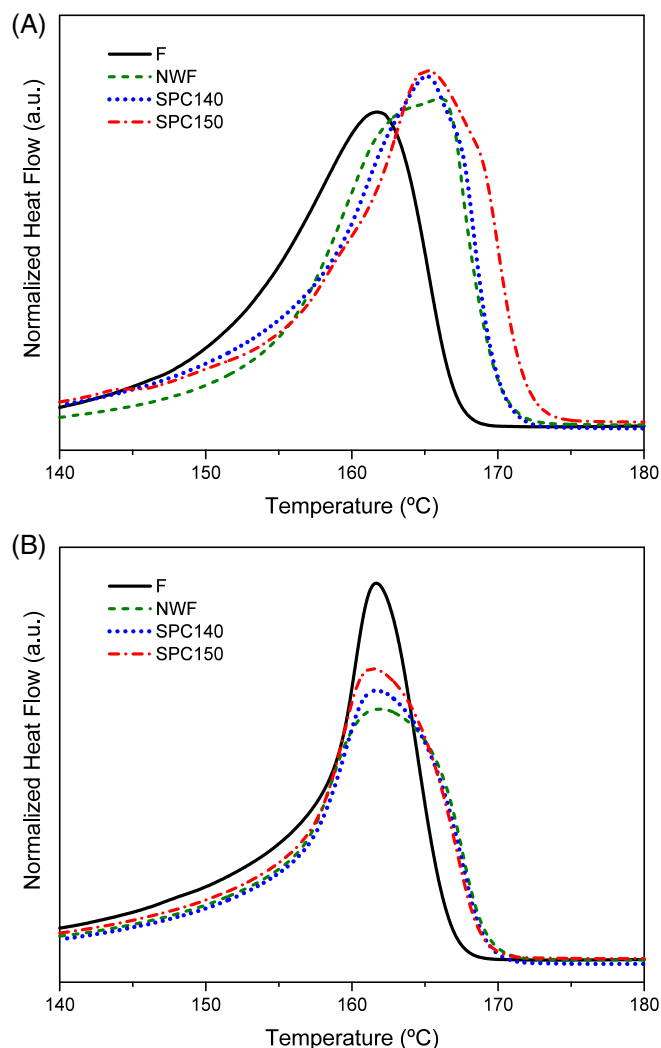 (A)
F
NWF
SPC140
SPC150
Normalized Heat Flow (a.u.)
140 150 160 170 180
Temperature (ºC)
(B)
F
NWF
SPC140
SPC150
Normalized Heat Flow (a.u.)
140 150 160 170 180
Temperature (ºC)